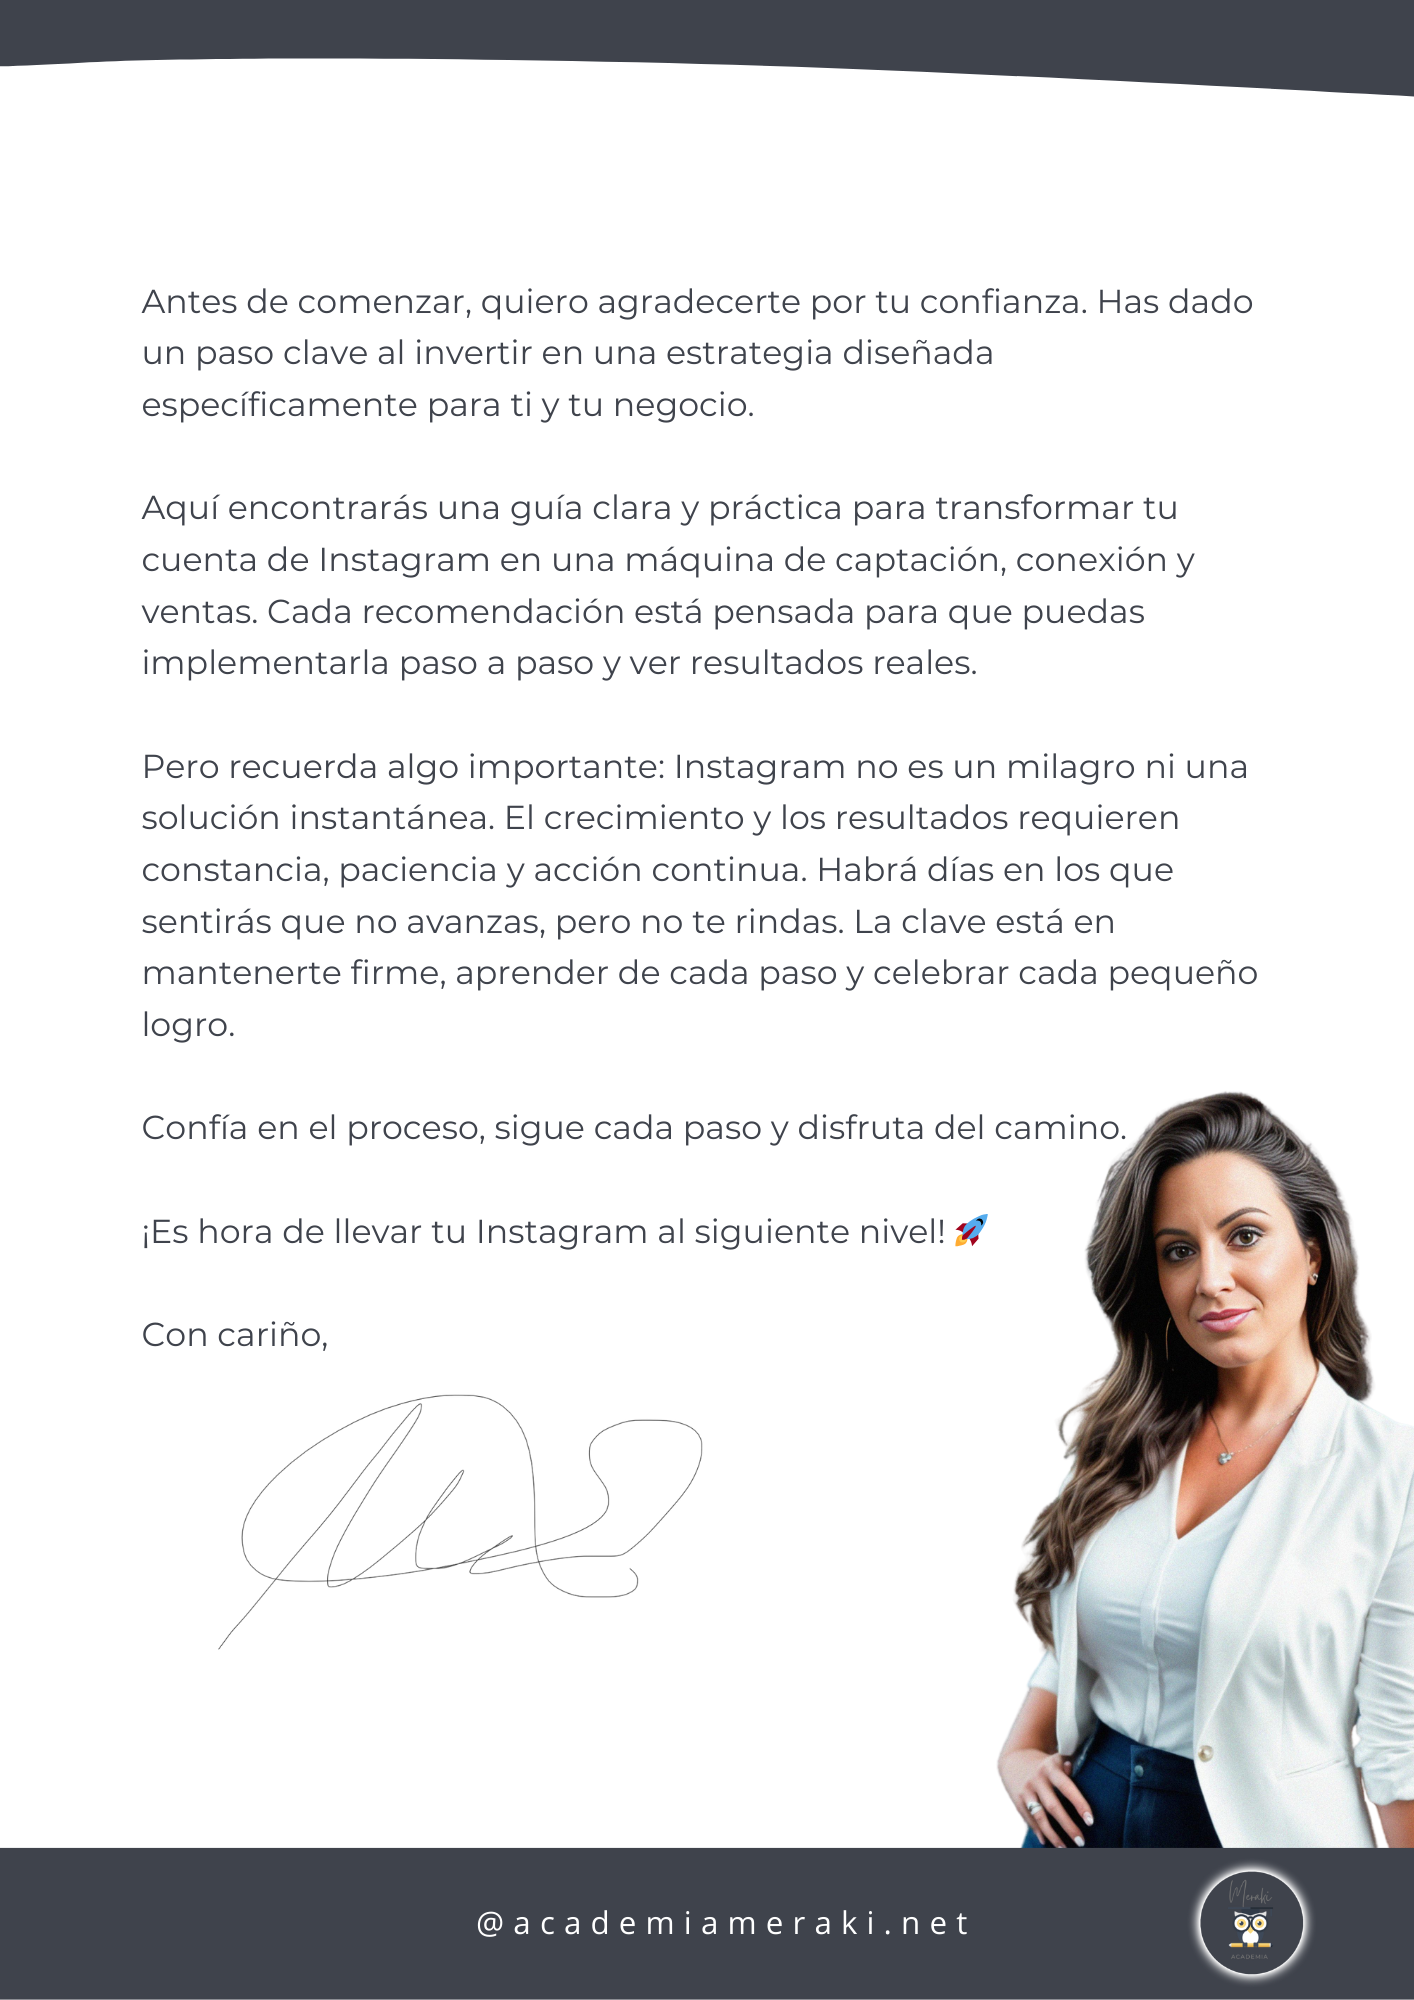 Antes de comenzar, quiero agradecerte por tu confianza. Has dado
un paso clave al invertir en una estrategia diseñada
específicamente para ti y tu negocio.
Aquí encontrarás una guía clara y práctica para transformar tu
cuenta de Instagram en una máquina de captación, conexión y
ventas. Cada recomendación está pensada para que puedas
implementarla paso a paso y ver resultados reales.
Pero recuerda algo importante: Instagram no es un milagro ni una
solución instantánea. El crecimiento y los resultados requieren
constancia, paciencia y acción continua. Habrá días en los que
sentirás que no avanzas, pero no te rindas. La clave está en
mantenerte firme, aprender de cada paso y celebrar cada pequeño
logro.
Confía en el proceso, sigue cada paso y disfruta del camino.
¡Es hora de llevar tu Instagram al siguiente nivel! 🚀
Con cariño,
@academiameraki.net
Meraki
ACADEMIA